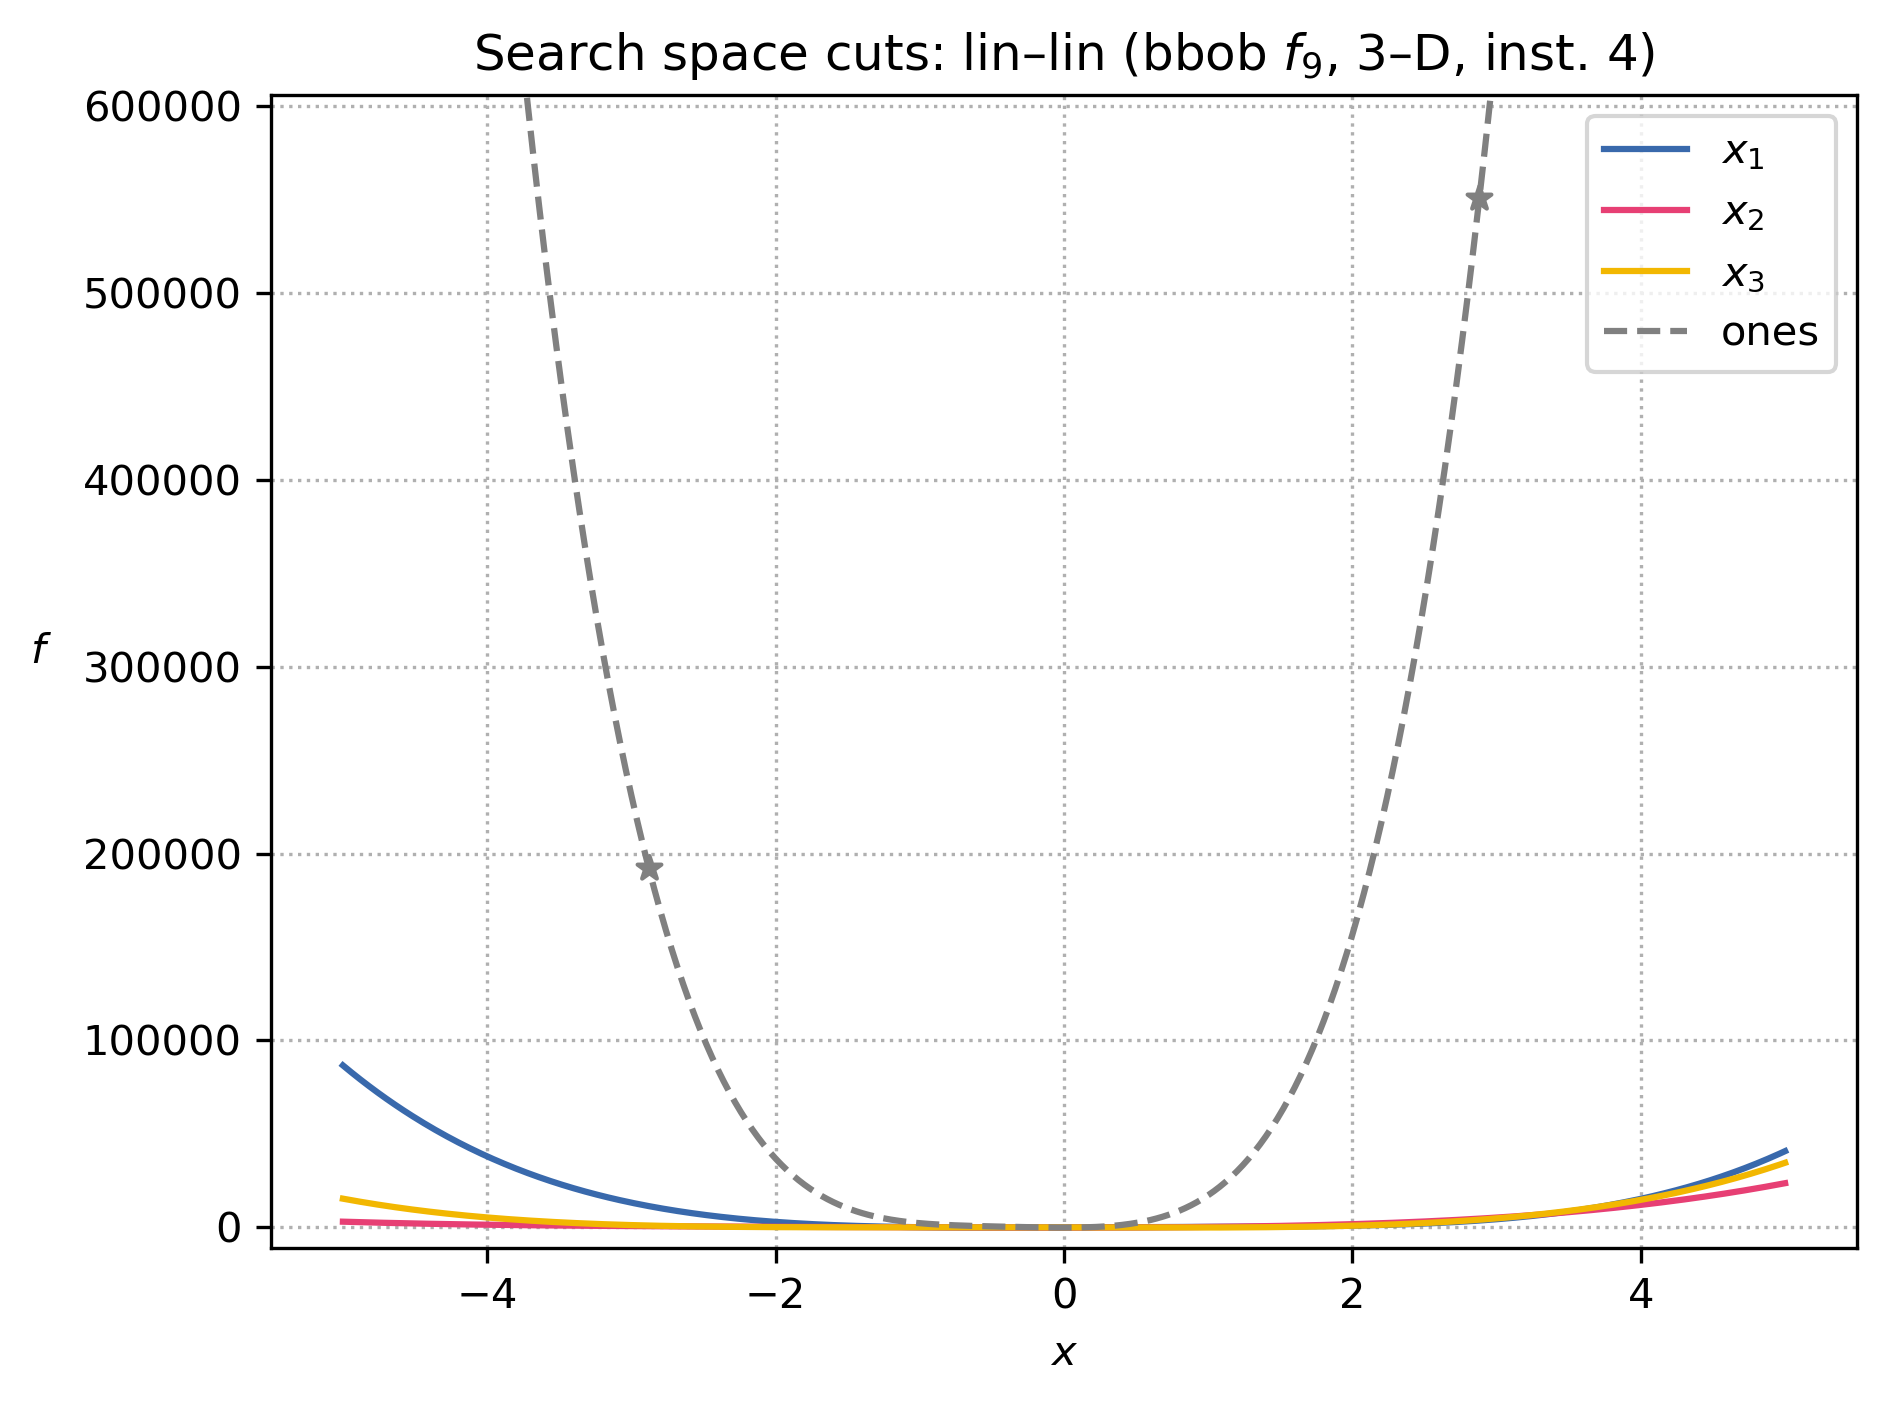 Search space cuts: lin–lin (bbob f₉, 3–D, inst. 4)
600000
500000
400000
300000
200000
100000
0
f
−4
−2
0
2
4
x
x₁
x₂
x₃
ones